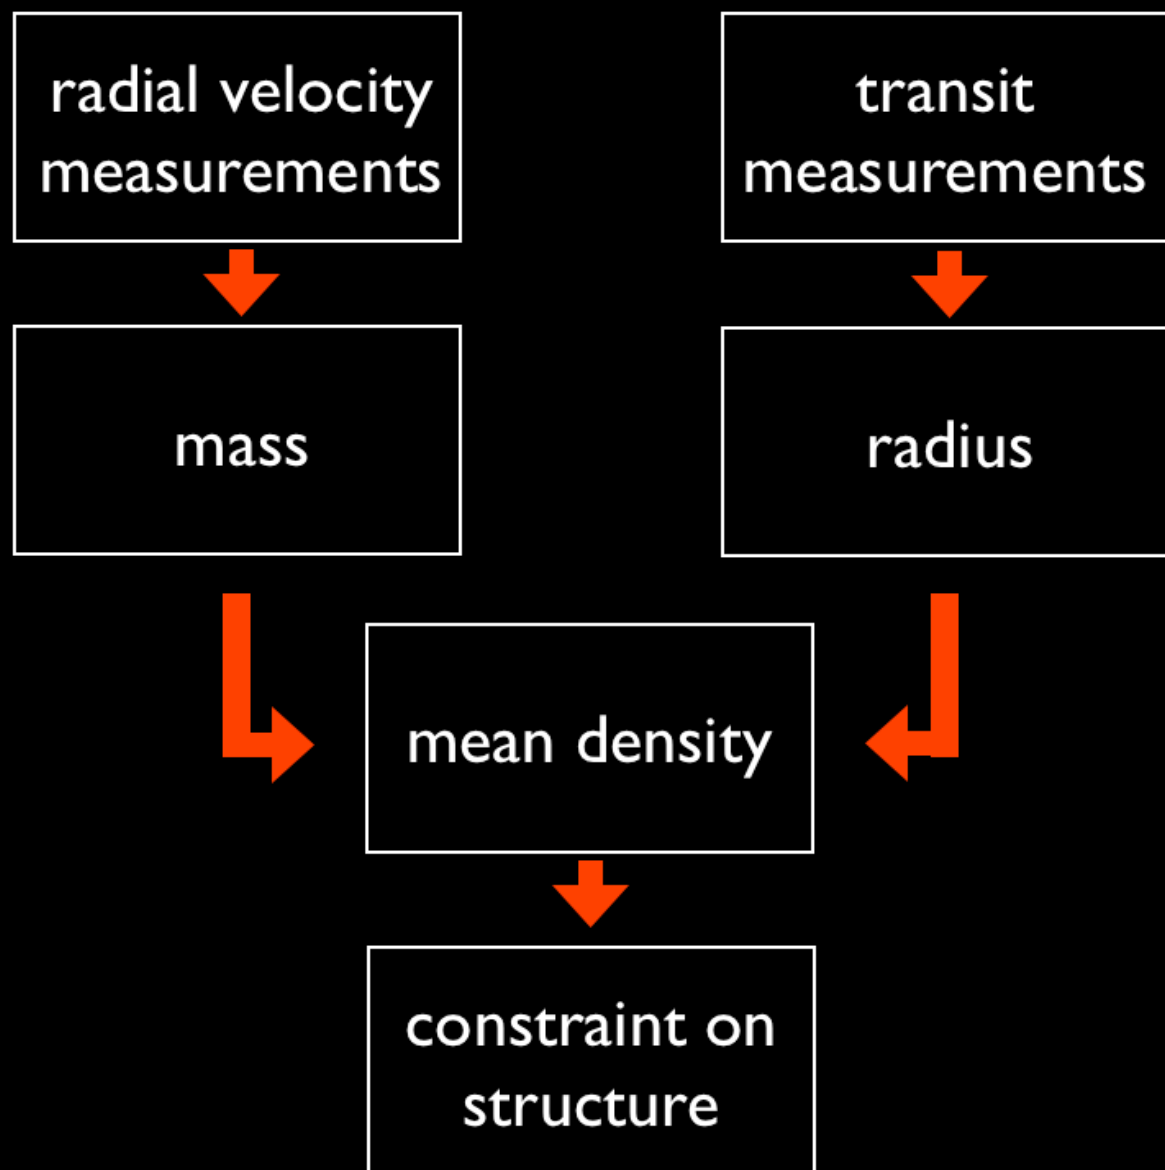 radial velocity
measurements
transit
measurements
mass
radius
mean density
constraint on
structure